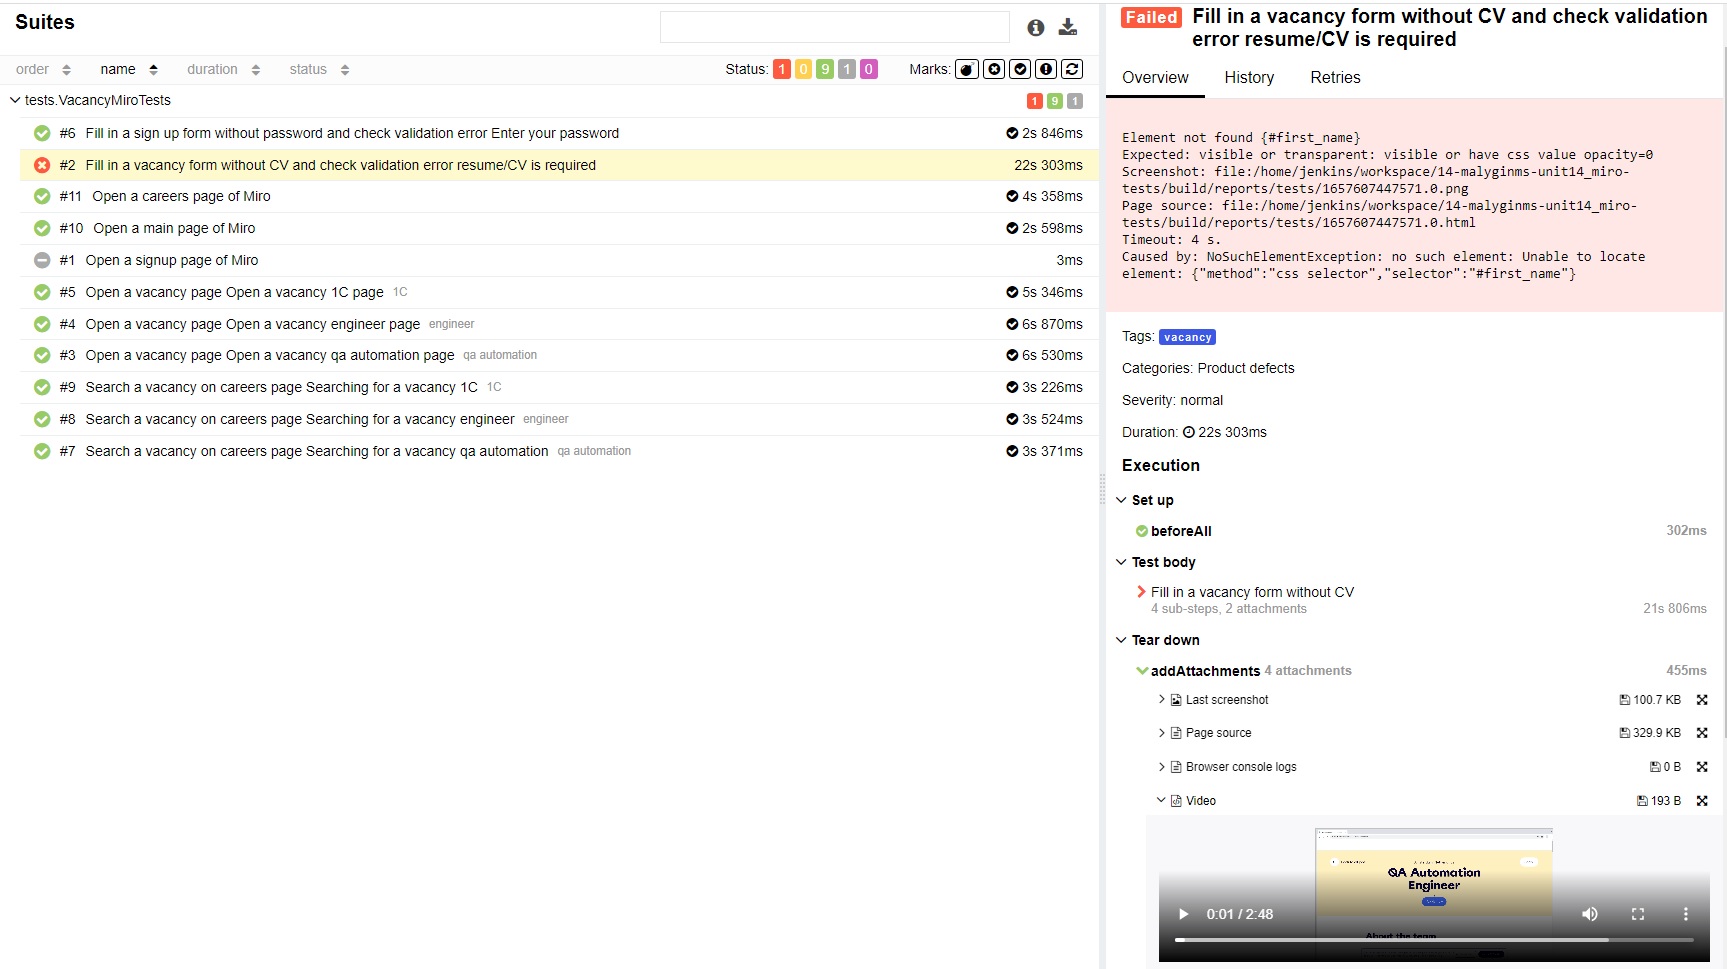 Suites
order name duration status Status: 1 0 9 1 0 Marks:
tests.VacancyMiroTests 1 9 1
#6 Fill in a sign up form without password and check validation error Enter your password 2s 846ms
#2 Fill in a vacancy form without CV and check validation error resume/CV is required 22s 303ms
#11 Open a careers page of Miro 4s 358ms
#10 Open a main page of Miro 2s 598ms
#1 Open a signup page of Miro 3ms
#5 Open a vacancy page Open a vacancy 1C page 1C 5s 346ms
#4 Open a vacancy page Open a vacancy engineer page engineer 6s 870ms
#3 Open a vacancy page Open a vacancy qa automation page qa automation 6s 530ms
#9 Search a vacancy on careers page Searching for a vacancy 1C 1C 3s 226ms
#8 Search a vacancy on careers page Searching for a vacancy engineer engineer 3s 524ms
#7 Search a vacancy on careers page Searching for a vacancy qa automation qa automation 3s 371ms
Failed Fill in a vacancy form without CV and check validation
error resume/CV is required
Overview History Retries
Element not found {#first_name}
Expected: visible or transparent: visible or have css value opacity=0
Screenshot: file:/home/jenkins/workspace/14-malyginms-unit14_miro-
tests/build/reports/tests/1657607447571.0.png
Page source: file:/home/jenkins/workspace/14-malyginms-unit14_miro-
tests/build/reports/tests/1657607447571.0.html
Timeout: 4 s.
Caused by: NoSuchElementException: no such element: Unable to locate
element: {"method":"css selector","selector":"#first_name"}
Tags: vacancy
Categories: Product defects
Severity: normal
Duration: 22s 303ms
Execution
Set up
beforeAll 302ms
Test body
Fill in a vacancy form without CV
4 sub-steps, 2 attachments 21s 806ms
Tear down
addAttachments 4 attachments 455ms
Last screenshot 100.7 KB
Page source 329.9 KB
Browser console logs 0 B
Video 193 B
QA Automation
Engineer
0:01 / 2:48
About the team